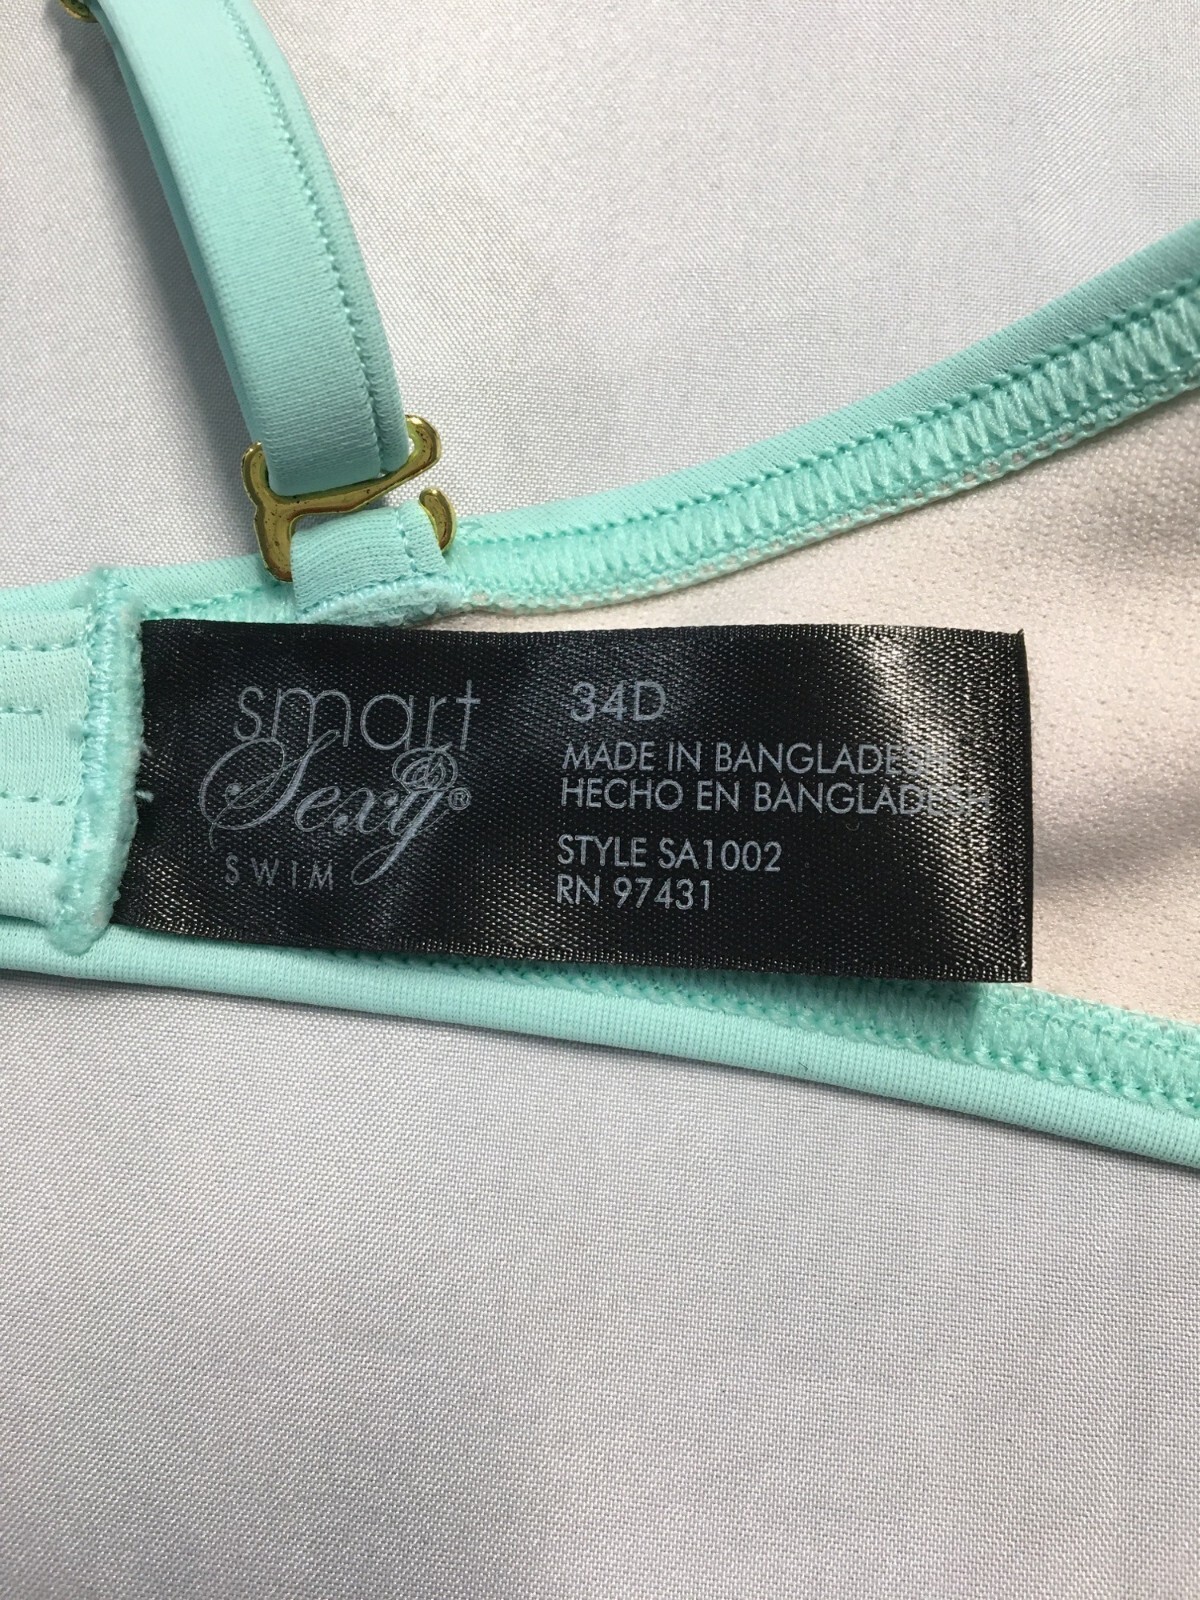 smart
Sexy®
SWIM
34D
MADE IN BANGLADESH
HECHO EN BANGLADESH
STYLE SA1002
RN 97431